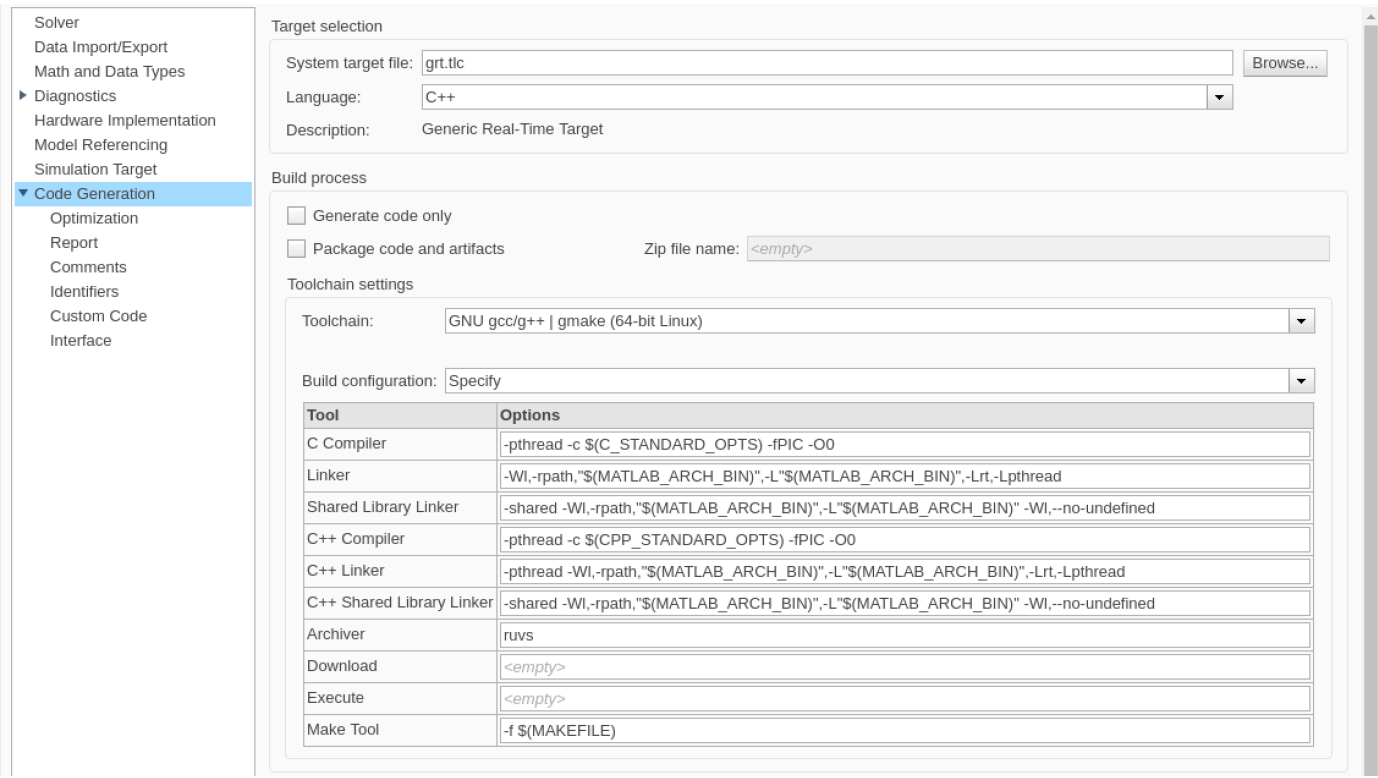 Solver
Data Import/Export
Math and Data Types
Diagnostics
Hardware Implementation
Model Referencing
Simulation Target
Code Generation
Optimization
Report
Comments
Identifiers
Custom Code
Interface
Target selection
System target file: grt.tlc Browse...
Language: C++
Description: Generic Real-Time Target
Build process
Generate code only
Package code and artifacts Zip file name: <empty>
Toolchain settings
Toolchain: GNU gcc/g++ | gmake (64-bit Linux)
Build configuration: Specify
Tool Options
C Compiler -pthread -c $(C_STANDARD_OPTS) -fPIC -O0
Linker -Wl,-rpath,"$(MATLAB_ARCH_BIN)",-L"$(MATLAB_ARCH_BIN)",-Lrt,-Lpthread
Shared Library Linker -shared -Wl,-rpath,"$(MATLAB_ARCH_BIN)",-L"$(MATLAB_ARCH_BIN)" -Wl,--no-undefined
C++ Compiler -pthread -c $(CPP_STANDARD_OPTS) -fPIC -O0
C++ Linker -pthread -Wl,-rpath,"$(MATLAB_ARCH_BIN)",-L"$(MATLAB_ARCH_BIN)",-Lrt,-Lpthread
C++ Shared Library Linker -shared -Wl,-rpath,"$(MATLAB_ARCH_BIN)",-L"$(MATLAB_ARCH_BIN)" -Wl,--no-undefined
Archiver ruvs
Download <empty>
Execute <empty>
Make Tool -f $(MAKEFILE)